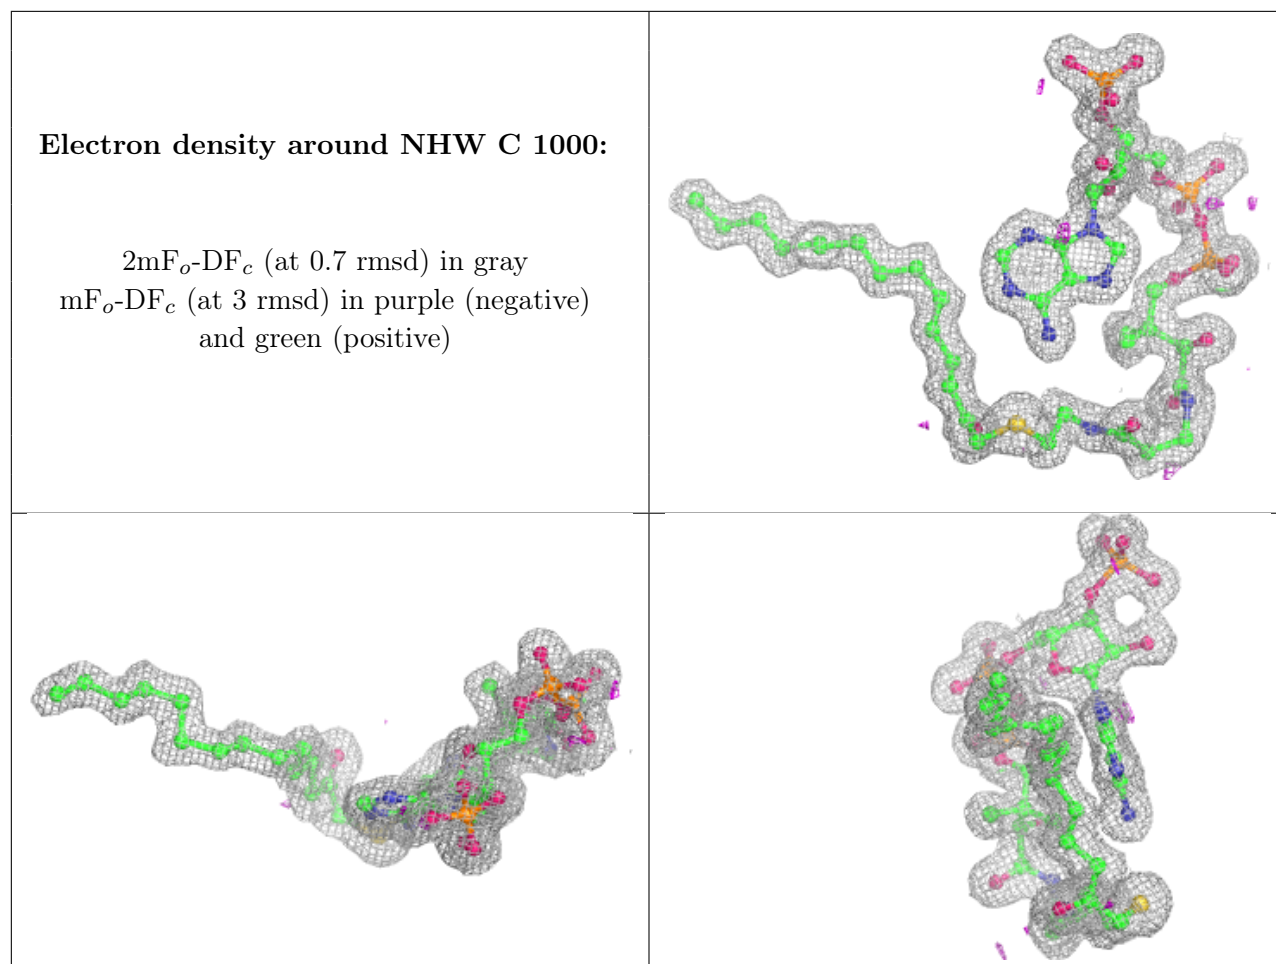 Electron density around NHW C 1000:
2mFo-DFc (at 0.7 rmsd) in gray
mFo-DFc (at 3 rmsd) in purple (negative)
and green (positive)